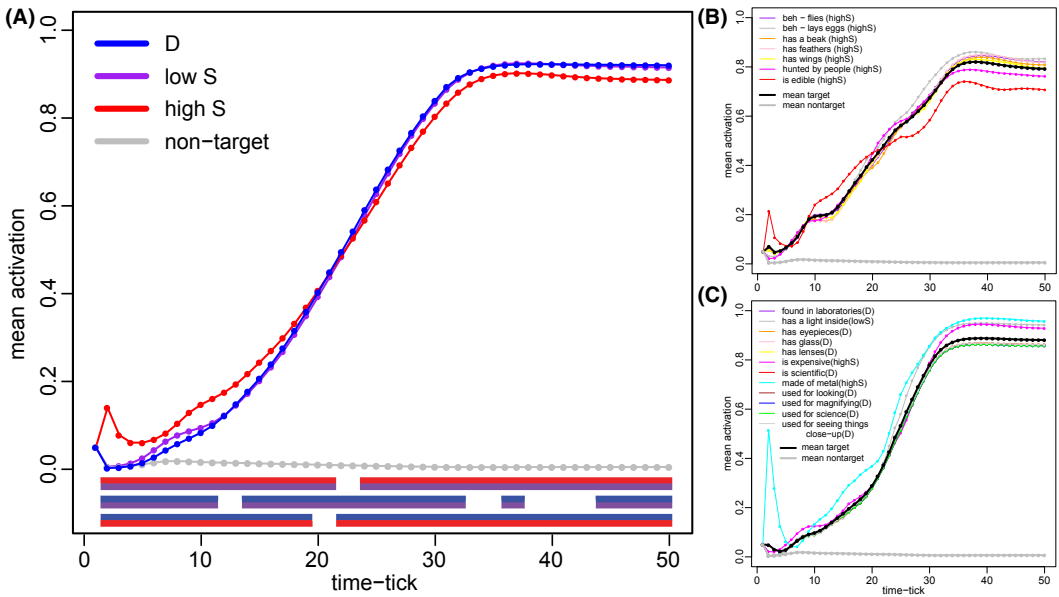 (A)
mean activation
1.0
0.8
0.6
0.4
0.2
0.0
D
low S
high S
non−target
0
10
20
30
40
50
time−tick
(B)
mean activation
1.0
0.8
0.6
0.4
0.2
0.0
beh − flies (highS)
beh − lays eggs (highS)
has a beak (highS)
has feathers (highS)
has wings (highS)
hunted by people (highS)
is edible (highS)
mean target
mean nontarget
0
10
20
30
40
50
(C)
mean activation
1.0
0.8
0.6
0.4
0.2
0.0
found in laboratories(D)
has a light inside(lowS)
has eyepieces(D)
has glass(D)
has lenses(D)
is expensive(highS)
is scientific(D)
made of metal(highS)
used for looking(D)
used for magnifying(D)
used for science(D)
used for seeing things
close−up(D)
mean target
mean nontarget
0
10
20
30
40
50
time−tick